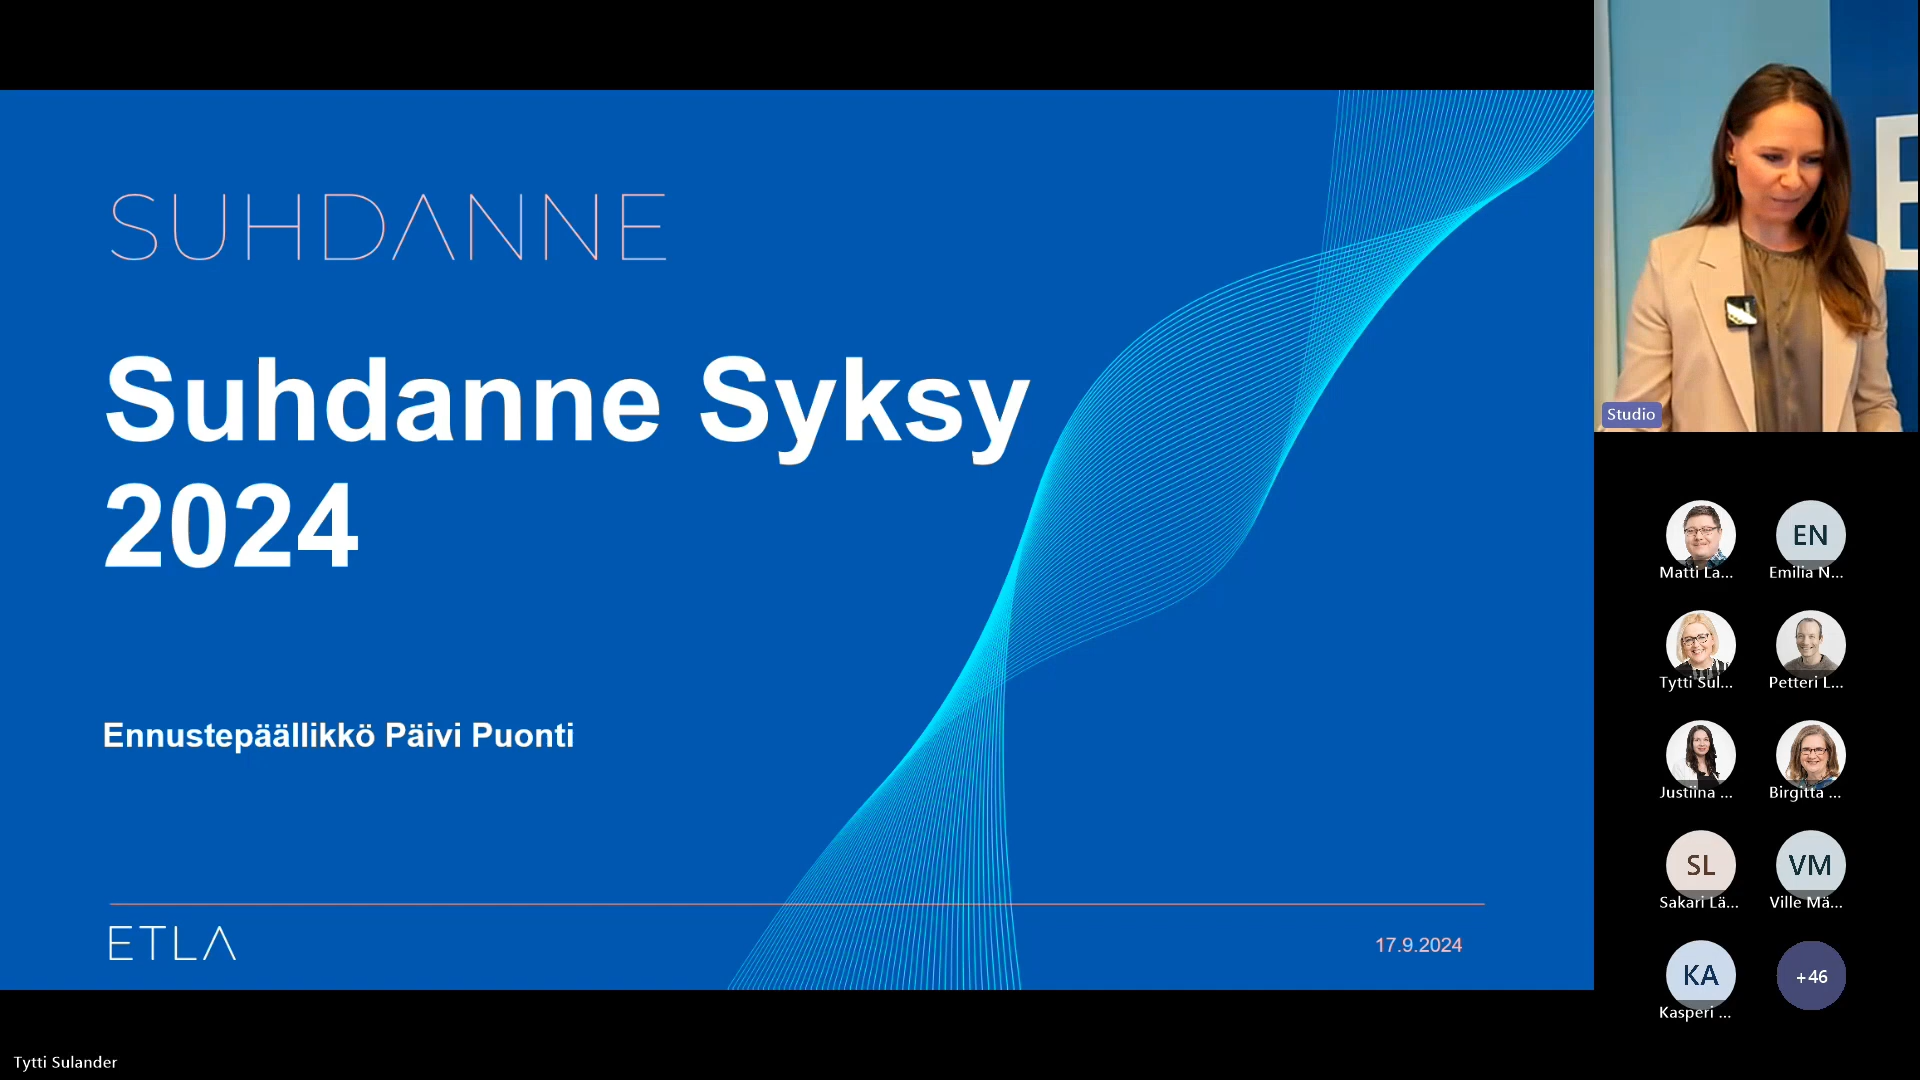 SUHDANNE
Suhdanne Syksy
2024
Ennustepäällikkö Päivi Puonti
ETLA
17.9.2024
E
Studio
Matti La...
EN
Emilia N...
Tytti Sul...
Petteri L...
Justiina ...
Birgitta ...
SL
Sakari Lä...
VM
Ville Mä...
KA
Kasperi ...
+46
Tytti Sulander